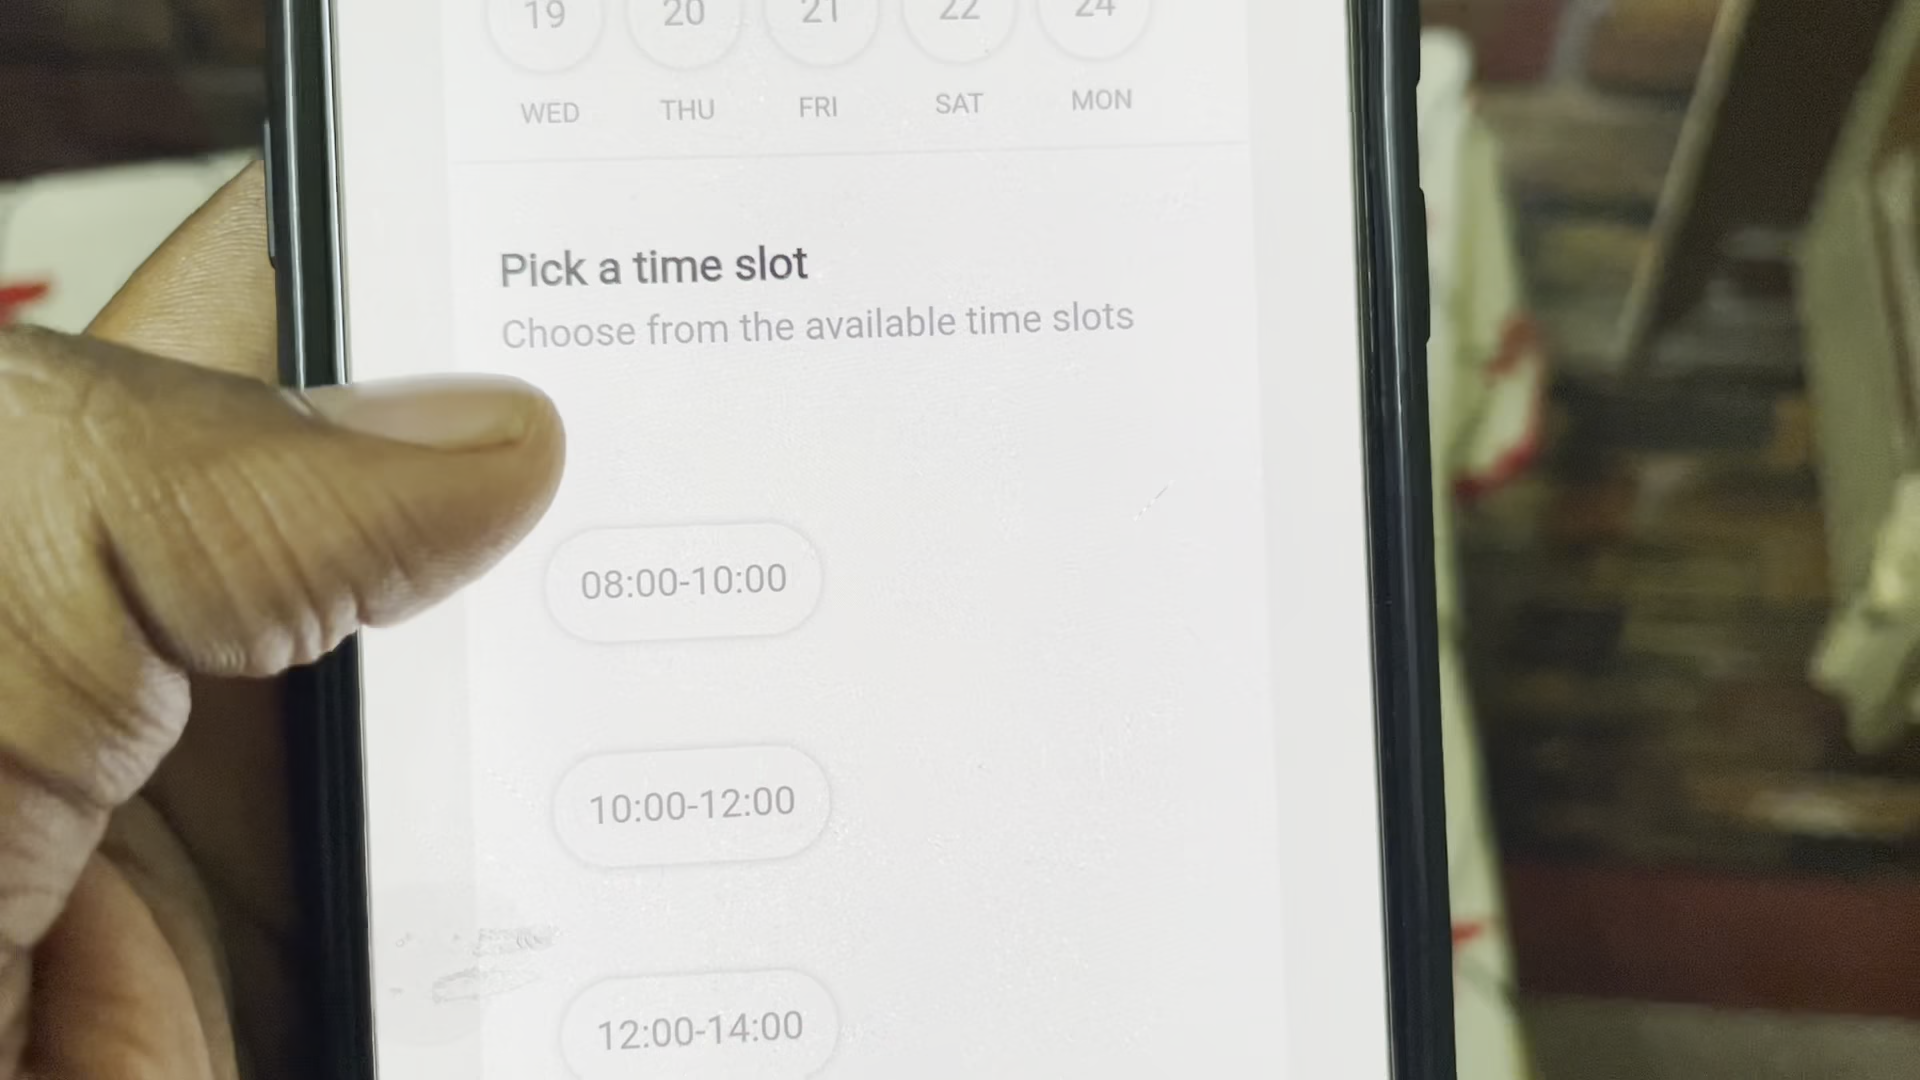 19 20 21 22 24
WED THU FRI SAT MON
Pick a time slot
Choose from the available time slots
08:00-10:00
10:00-12:00
12:00-14:00